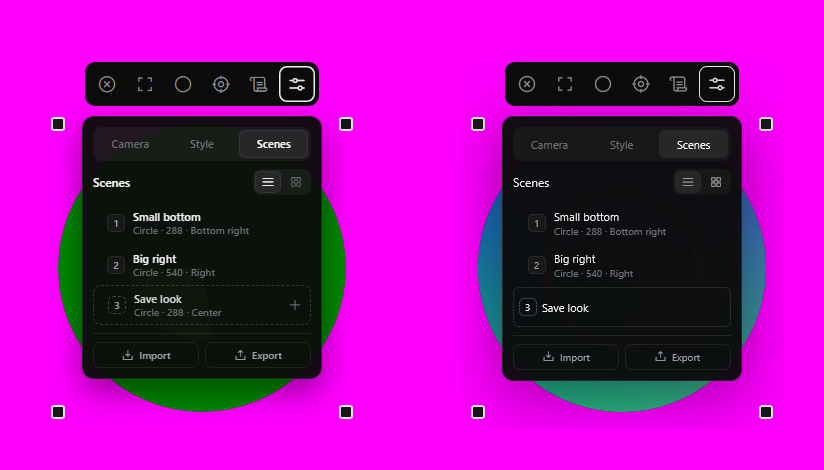 Camera Style Scenes
Scenes
1 Small bottom
Circle · 288 · Bottom right
2 Big right
Circle · 540 · Right
3 Save look
Circle · 288 · Center
Import Export
Camera Style Scenes
Scenes
1 Small bottom
Circle · 288 · Bottom right
2 Big right
Circle · 540 · Right
3 Save look
Import Export